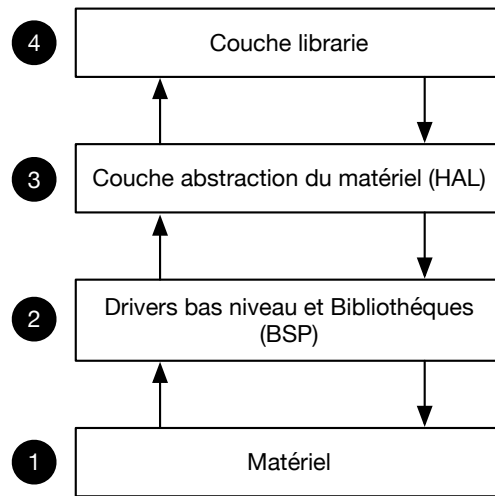 4
Couche librarie
3
Couche abstraction du matériel (HAL)
2
Drivers bas niveau et Bibliothéques
(BSP)
1
Matériel